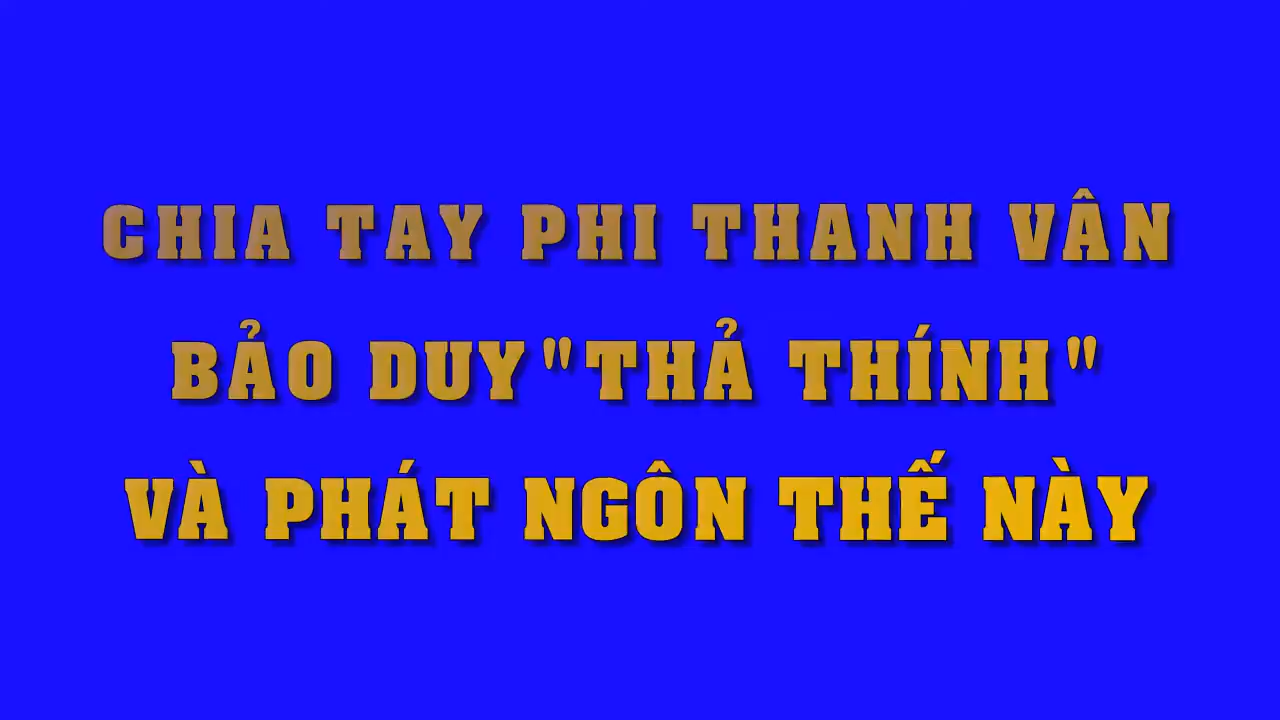 CHIA TAY PHI THANH VÂN
BẢO DUY"THẢ THÍNH"
VÀ PHÁT NGÔN THẾ NÀY